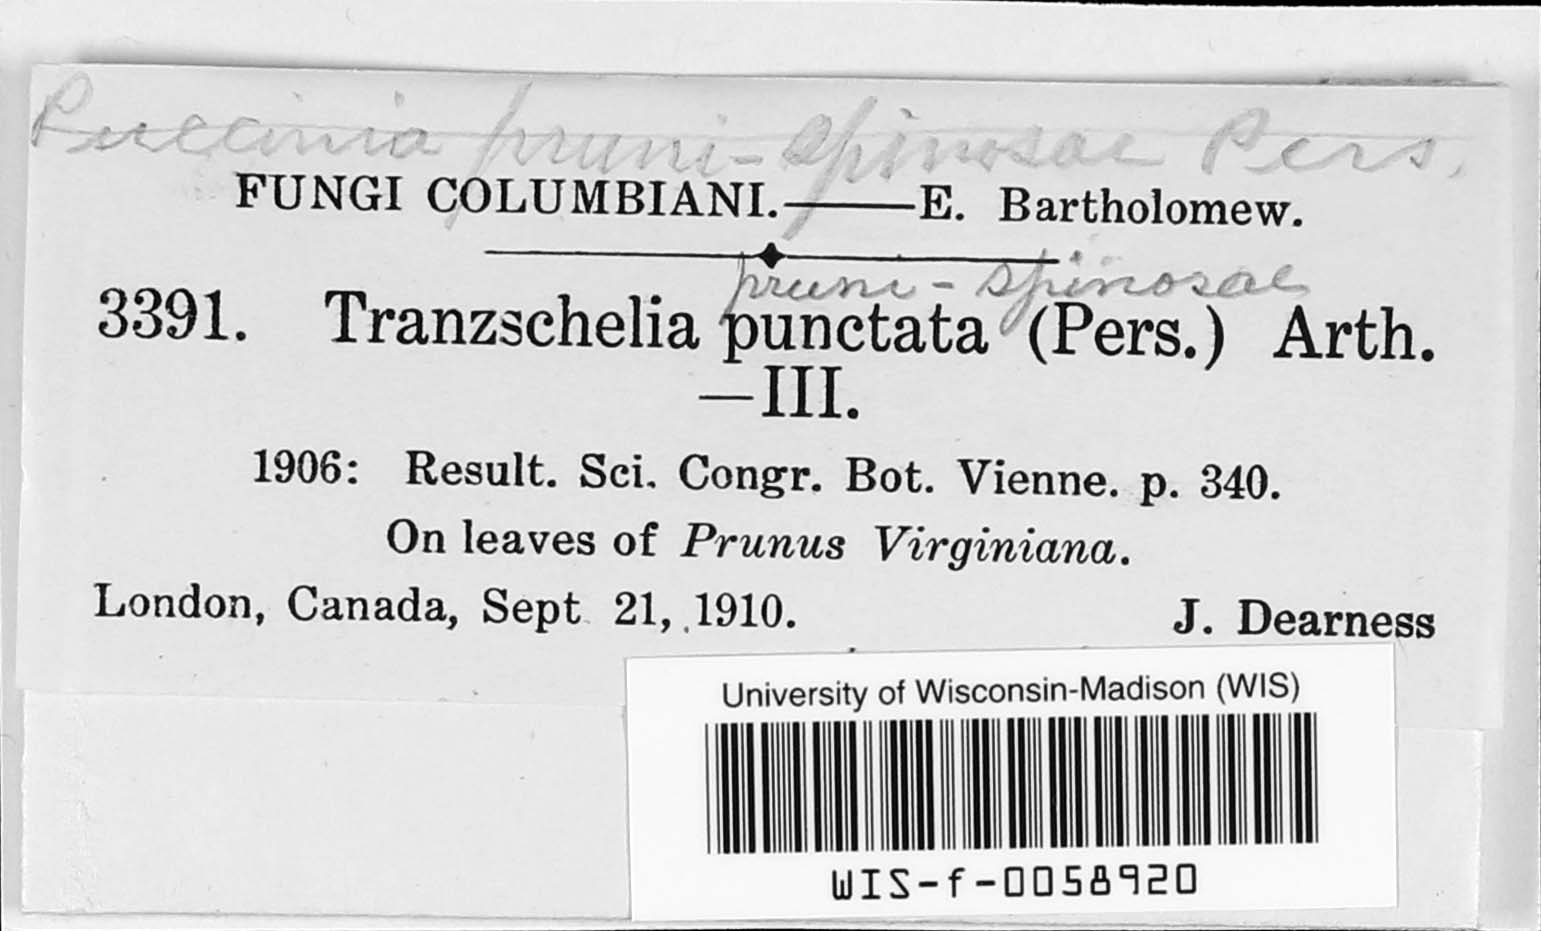 Puccinia pruni-spinosae Pers.
FUNGI COLUMBIANI.——E. Bartholomew.
pruni-spinosae
3391. Tranzschelia punctata (Pers.) Arth.
—III.
1906: Result. Sci. Congr. Bot. Vienne. p. 340.
On leaves of Prunus Virginiana.
London, Canada, Sept. 21, 1910. J. Dearness
University of Wisconsin-Madison (WIS)
WIS-f-0058920